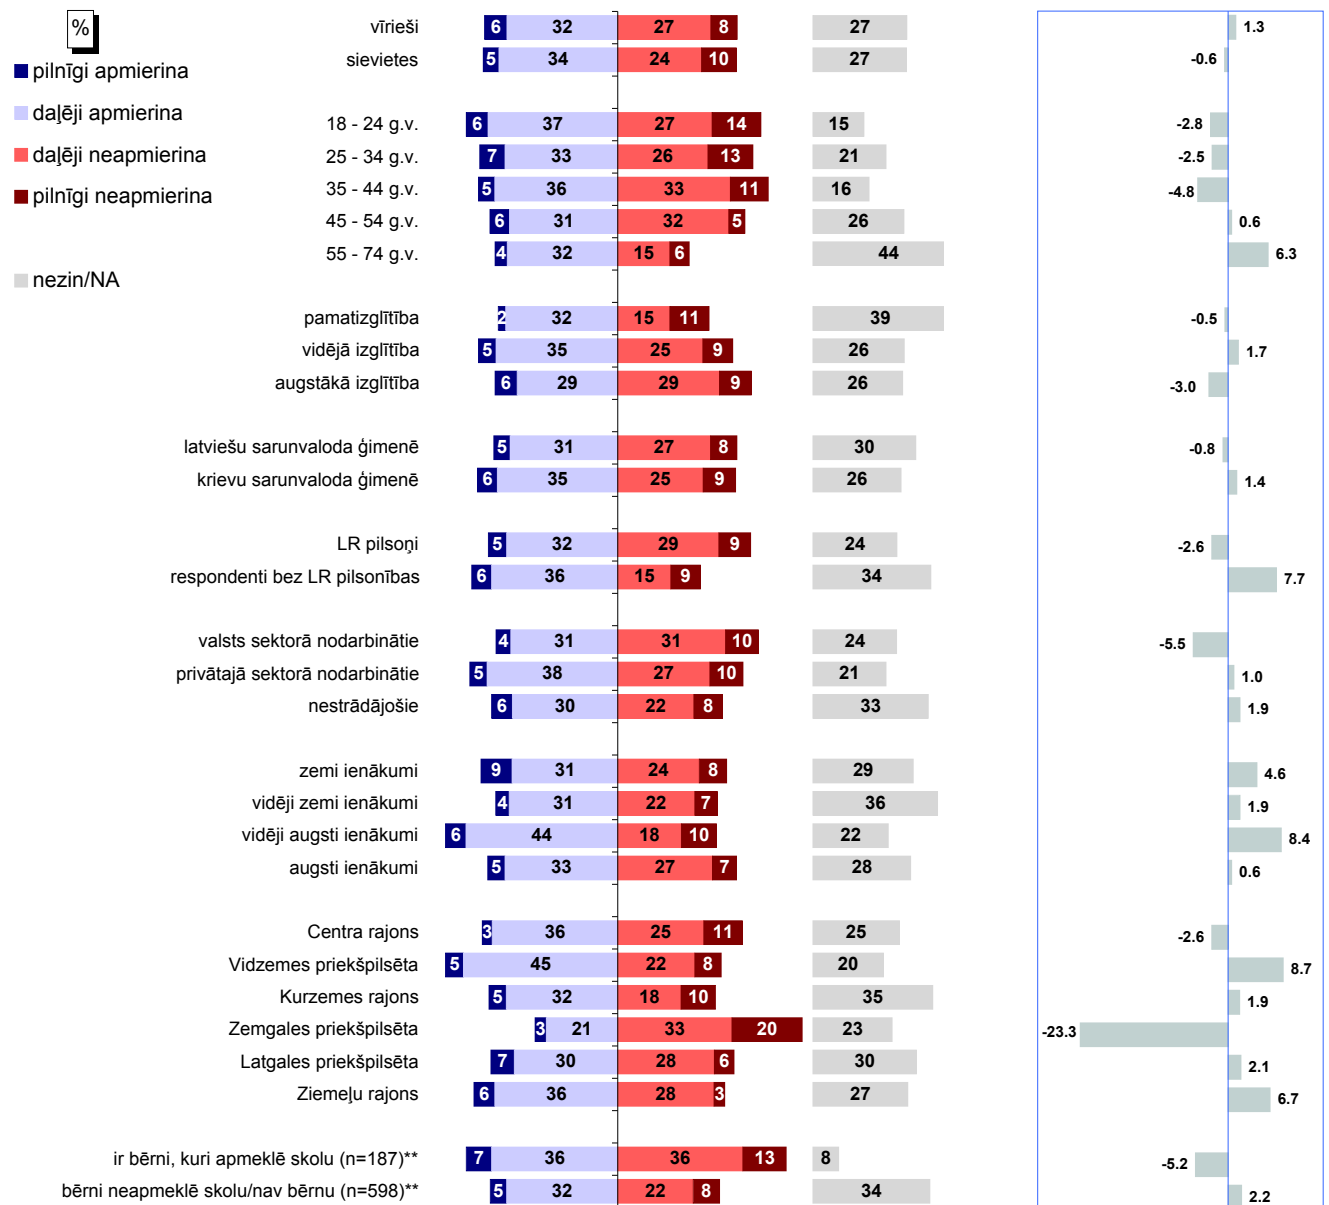 %
pilnīgi apmierina
daļēji apmierina
daļēji neapmierina
pilnīgi neapmierina
nezin/NA
vīrieši 6 32 27 8 27 1.3
sievietes 5 34 24 10 27 -0.6
18 - 24 g.v. 6 37 27 14 15 -2.8
25 - 34 g.v. 7 33 26 13 21 -2.5
35 - 44 g.v. 5 36 33 11 16 -4.8
45 - 54 g.v. 6 31 32 5 26 0.6
55 - 74 g.v. 4 32 15 6 44 6.3
pamatizglītība 2 32 15 11 39 -0.5
vidējā izglītība 5 35 25 9 26 1.7
augstākā izglītība 6 29 29 9 26 -3.0
latviešu sarunvaloda ģimenē 5 31 27 8 30 -0.8
krievu sarunvaloda ģimenē 6 35 25 9 26 1.4
LR pilsoņi 5 32 29 9 24 -2.6
respondenti bez LR pilsonības 6 36 15 9 34 7.7
valsts sektorā nodarbinātie 4 31 31 10 24 -5.5
privātajā sektorā nodarbinātie 5 38 27 10 21 1.0
nestrādājošie 6 30 22 8 33 1.9
zemi ienākumi 9 31 24 8 29 4.6
vidēji zemi ienākumi 4 31 22 7 36 1.9
vidēji augsti ienākumi 6 44 18 10 22 8.4
augsti ienākumi 5 33 27 7 28 0.6
Centra rajons 3 36 25 11 25 -2.6
Vidzemes priekšpilsēta 5 45 22 8 20 8.7
Kurzemes rajons 5 32 18 10 35 1.9
Zemgales priekšpilsēta 3 21 33 20 23 -23.3
Latgales priekšpilsēta 7 30 28 6 30 2.1
Ziemeļu rajons 6 36 28 3 27 6.7
ir bērni, kuri apmeklē skolu (n=187)** 7 36 36 13 8 -5.2
bērni neapmeklē skolu/nav bērnu (n=598)** 5 32 22 8 34 2.2